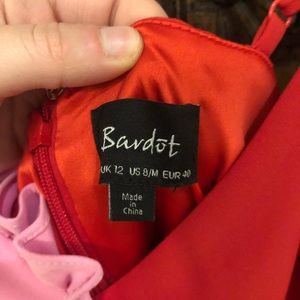 Bardot
UK 12 US 8/M EUR 40
Made
in
China